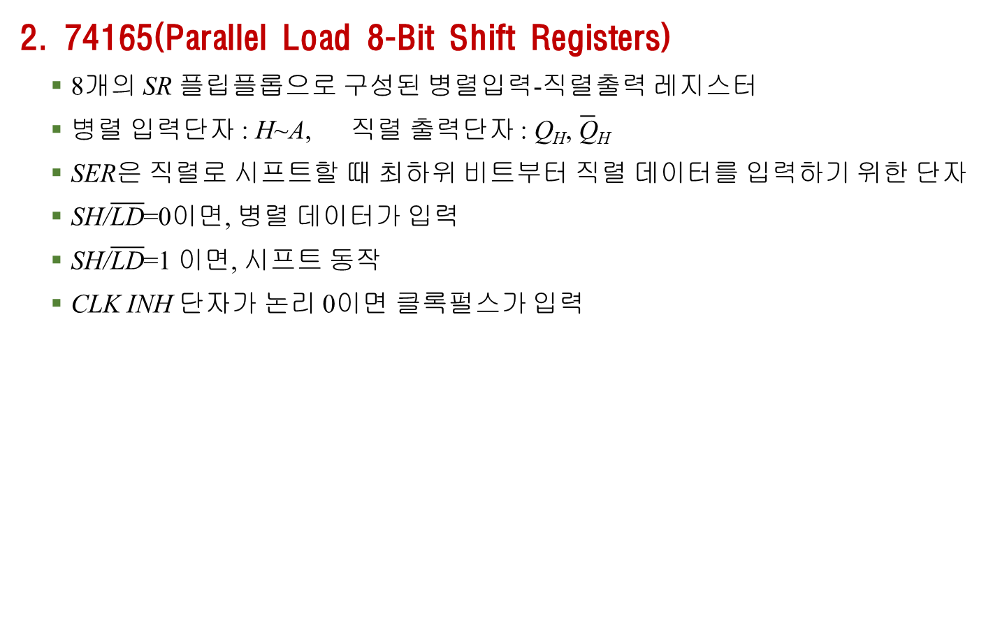 2. 74165(Parallel Load 8-Bit Shift Registers)
▪ 8개의 SR 플립플롭으로 구성된 병렬입력-직렬출력 레지스터
▪ 병렬 입력단자 : H~A, 직렬 출력단자 : Q_H, Q̅_H
▪ SER은 직렬로 시프트할 때 최하위 비트부터 직렬 데이터를 입력하기 위한 단자
▪ SH/L̅D̅=0이면, 병렬 데이터가 입력
▪ SH/L̅D̅=1 이면, 시프트 동작
▪ CLK INH 단자가 논리 0이면 클록펄스가 입력